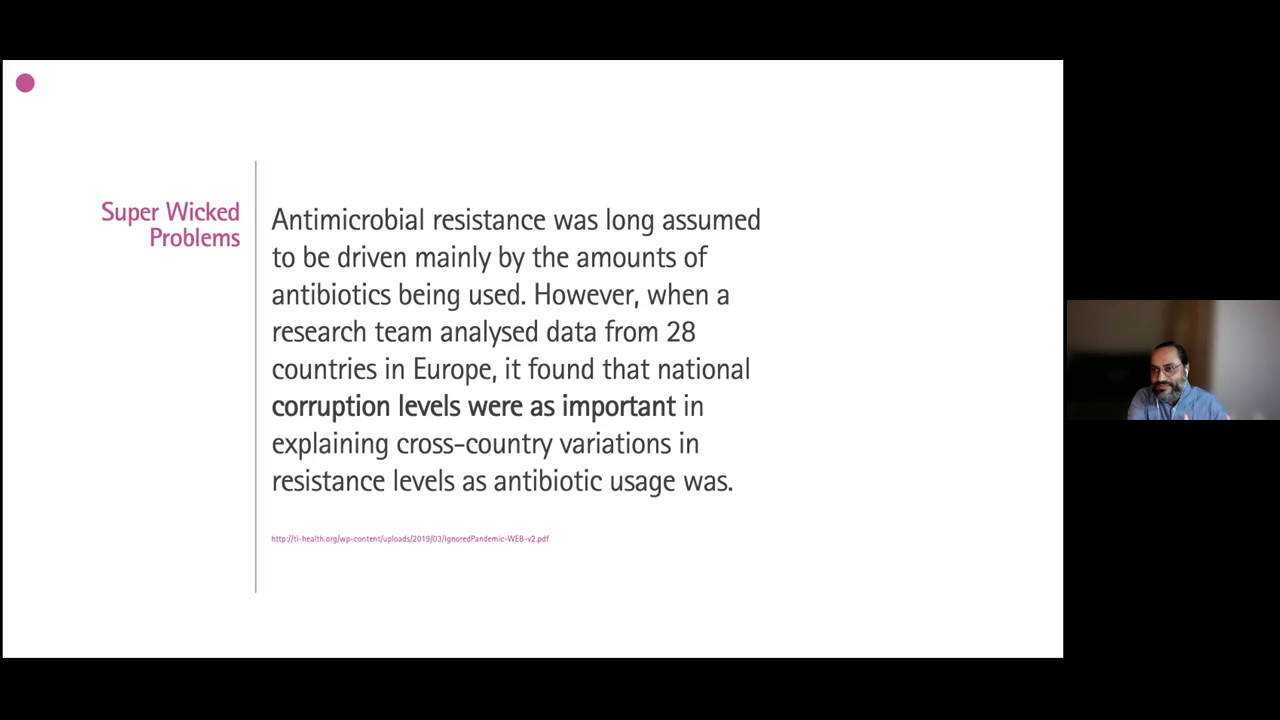 Super Wicked
Problems
Antimicrobial resistance was long assumed
to be driven mainly by the amounts of
antibiotics being used. However, when a
research team analysed data from 28
countries in Europe, it found that national
corruption levels were as important in
explaining cross-country variations in
resistance levels as antibiotic usage was.
http://ti-health.org/wp-content/uploads/2019/03/IgnoredPandemic-WEB-v2.pdf